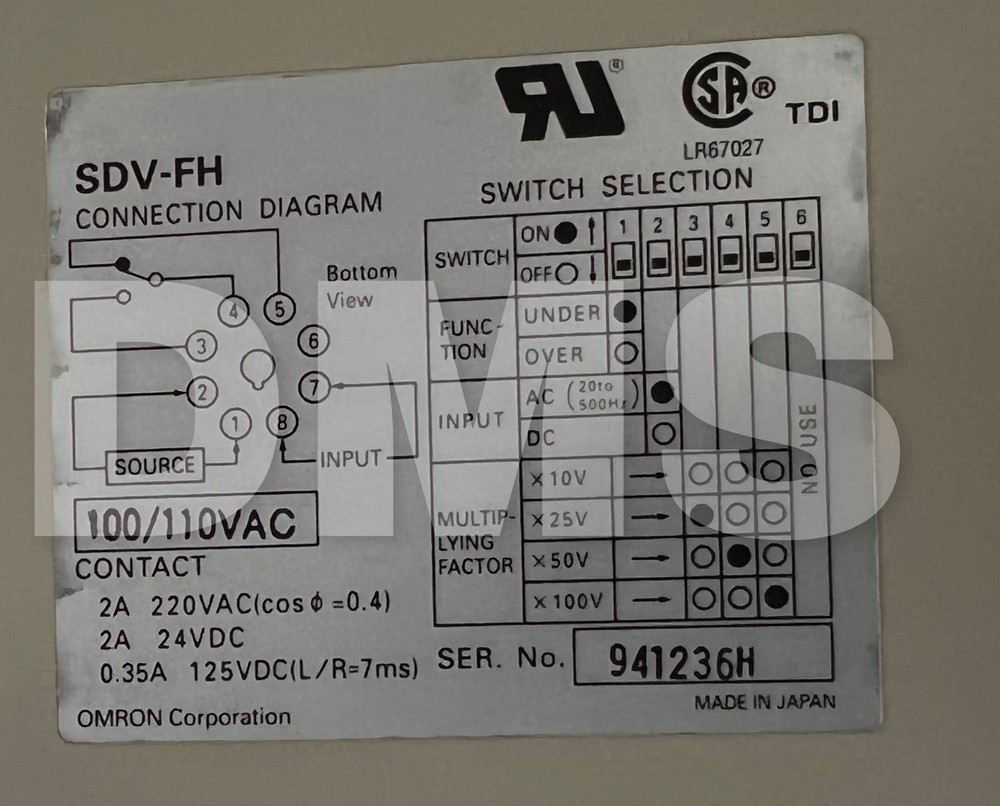 RU ®
SA ® TDI
LR67027
SDV-FH
CONNECTION DIAGRAM
Bottom
View
4 5
3 6
2 7
1 8
SOURCE
INPUT
100/110VAC
CONTACT
2A 220VAC(cos ϕ =0.4)
2A 24VDC
0.35A 125VDC(L/R=7ms)
OMRON Corporation
SWITCH SELECTION
SWITCH ON ● ↑ 1 2 3 4 5 6
OFF ○ ↓
FUNC-
TION
UNDER ●
OVER ○
INPUT
AC (20to
500Hz) ●
DC ○
MULTIP-
LYING
FACTOR
×10V → ○ ○ ○
×25V → ● ○ ○
×50V → ○ ● ○
×100V → ○ ○ ●
NO USE
SER. No. 941236H
MADE IN JAPAN
DMS